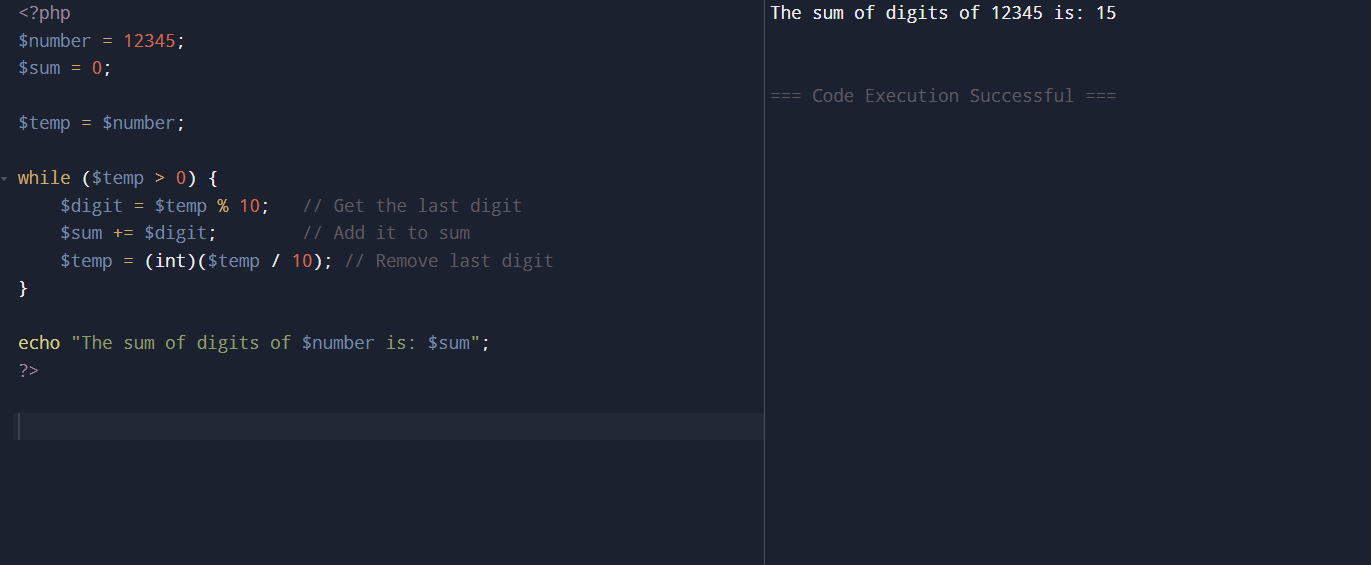 <?php
$number = 12345;
$sum = 0;
$temp = $number;
while ($temp > 0) {
    $digit = $temp % 10;   // Get the last digit
    $sum += $digit;        // Add it to sum
    $temp = (int)($temp / 10); // Remove last digit
}
echo "The sum of digits of $number is: $sum";
?>
The sum of digits of 12345 is: 15
=== Code Execution Successful ===